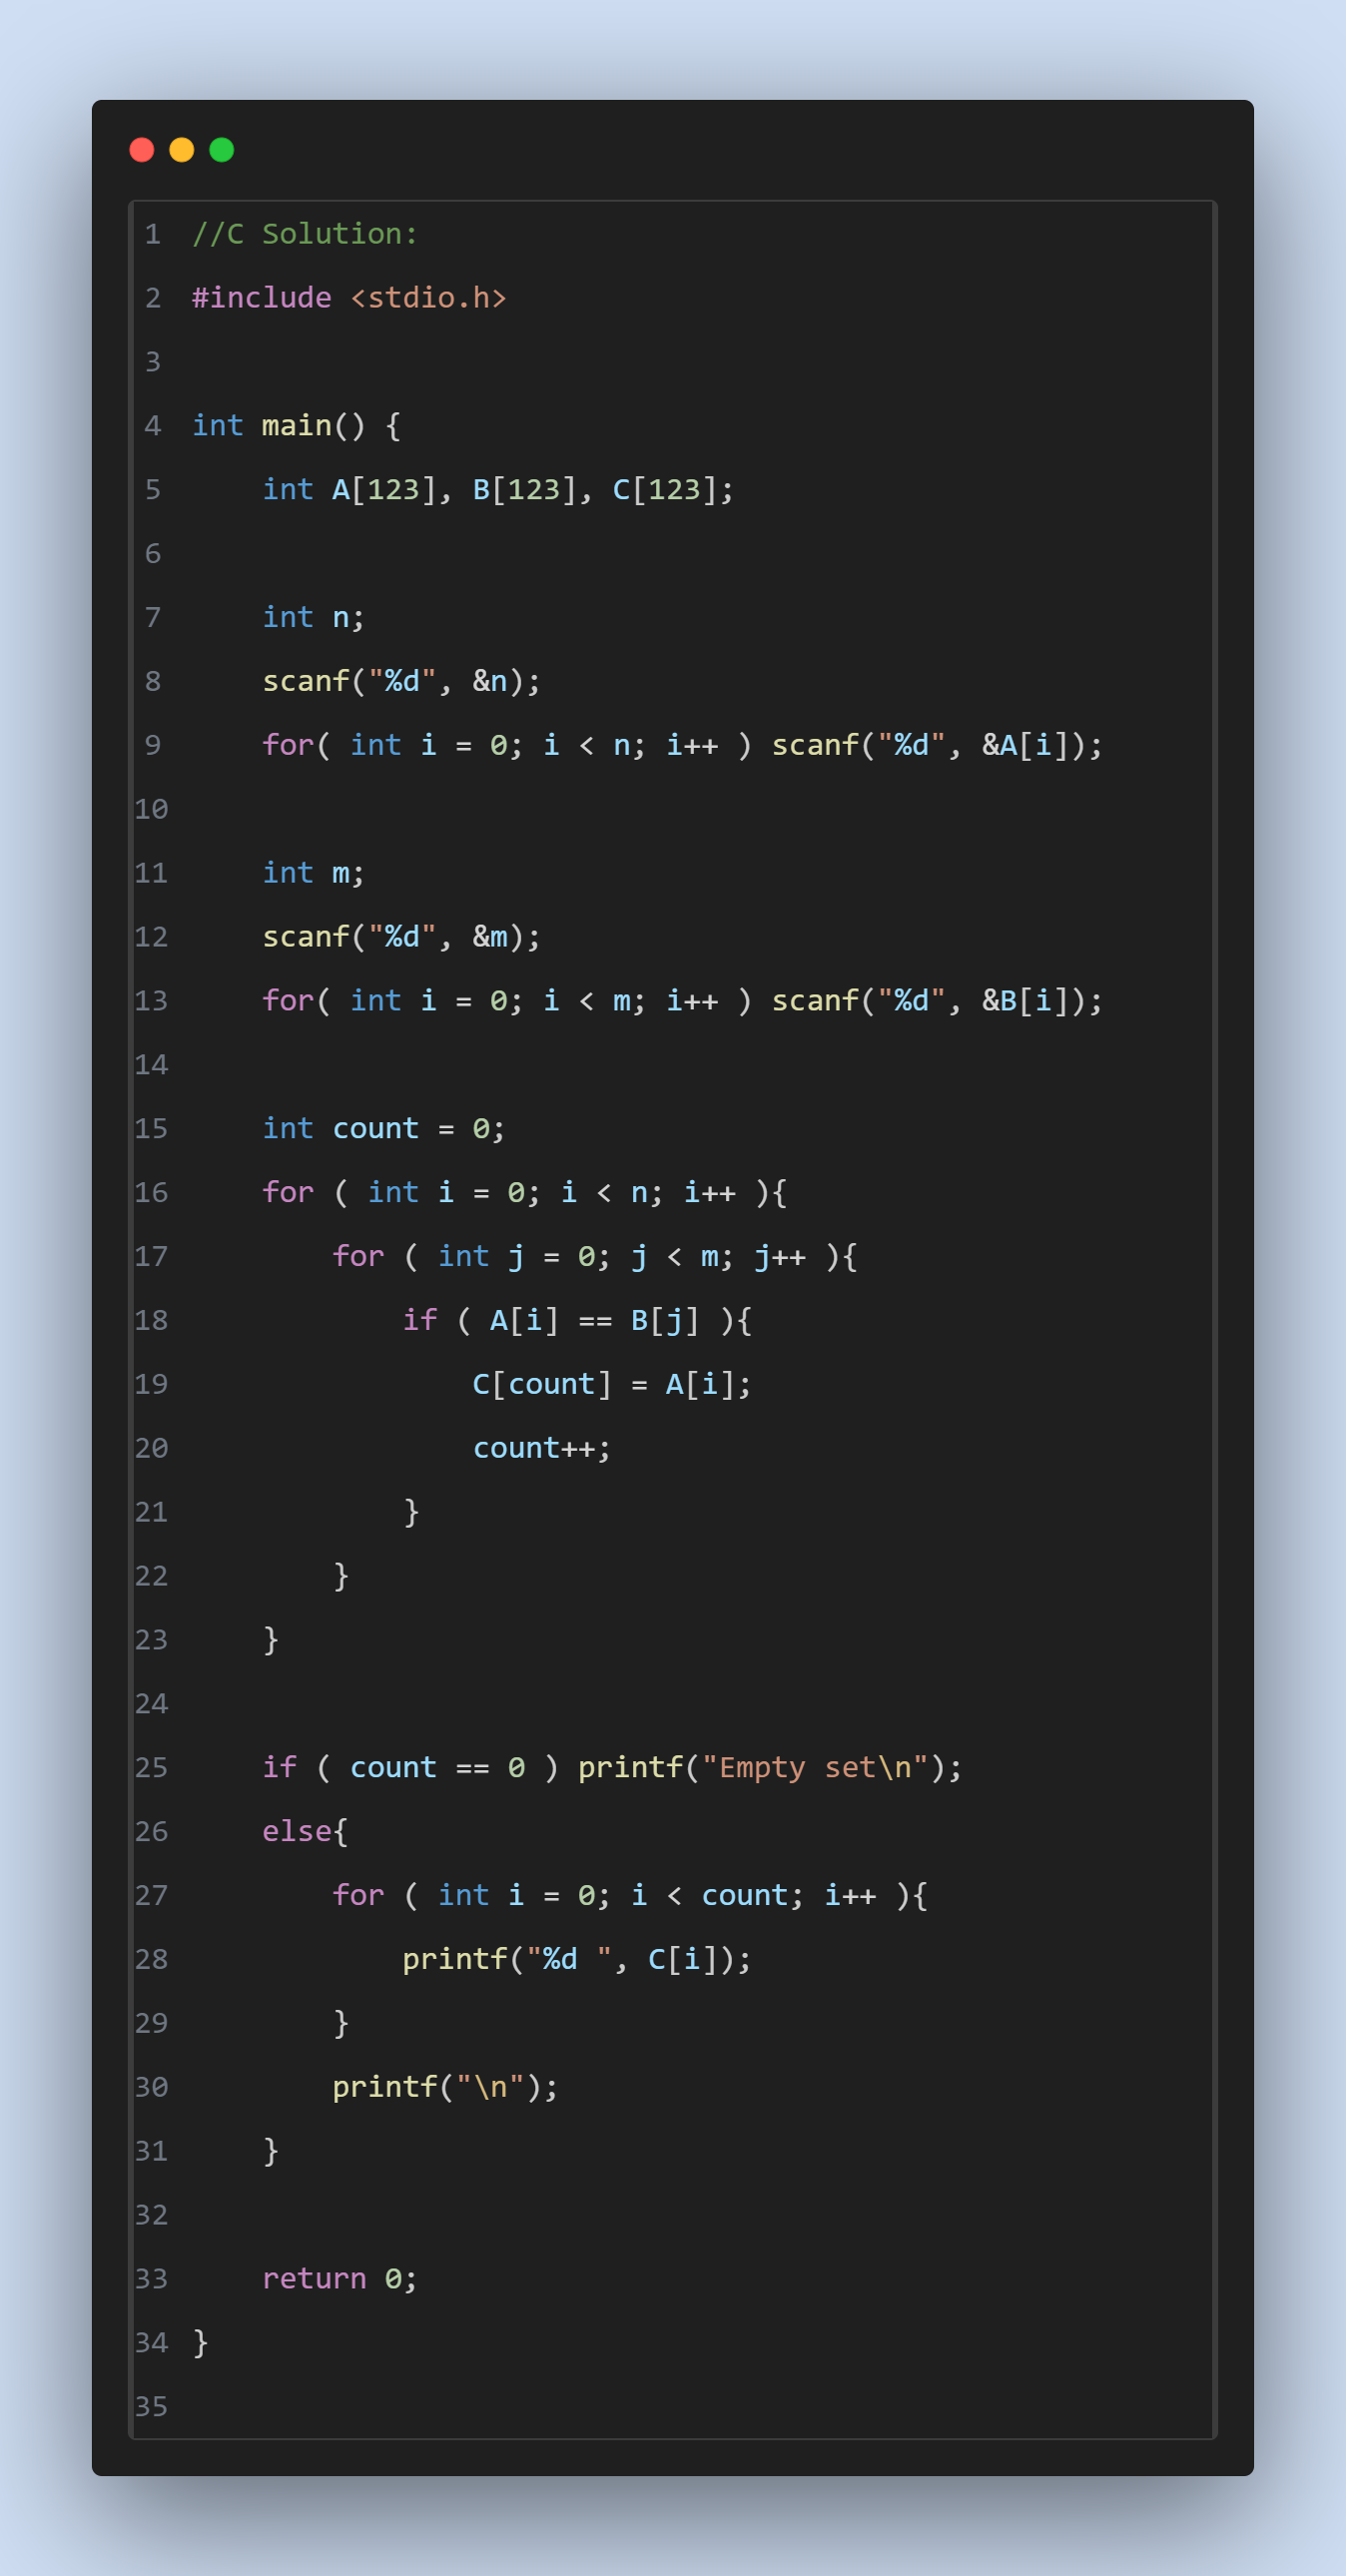 1 //C Solution:
2 #include <stdio.h>
3
4 int main() {
5     int A[123], B[123], C[123];
6
7     int n;
8     scanf("%d", &n);
9     for( int i = 0; i < n; i++ ) scanf("%d", &A[i]);
10
11     int m;
12     scanf("%d", &m);
13     for( int i = 0; i < m; i++ ) scanf("%d", &B[i]);
14
15     int count = 0;
16     for ( int i = 0; i < n; i++ ){
17         for ( int j = 0; j < m; j++ ){
18             if ( A[i] == B[j] ){
19                 C[count] = A[i];
20                 count++;
21             }
22         }
23     }
24
25     if ( count == 0 ) printf("Empty set\n");
26     else{
27         for ( int i = 0; i < count; i++ ){
28             printf("%d ", C[i]);
29         }
30         printf("\n");
31     }
32
33     return 0;
34 }
35